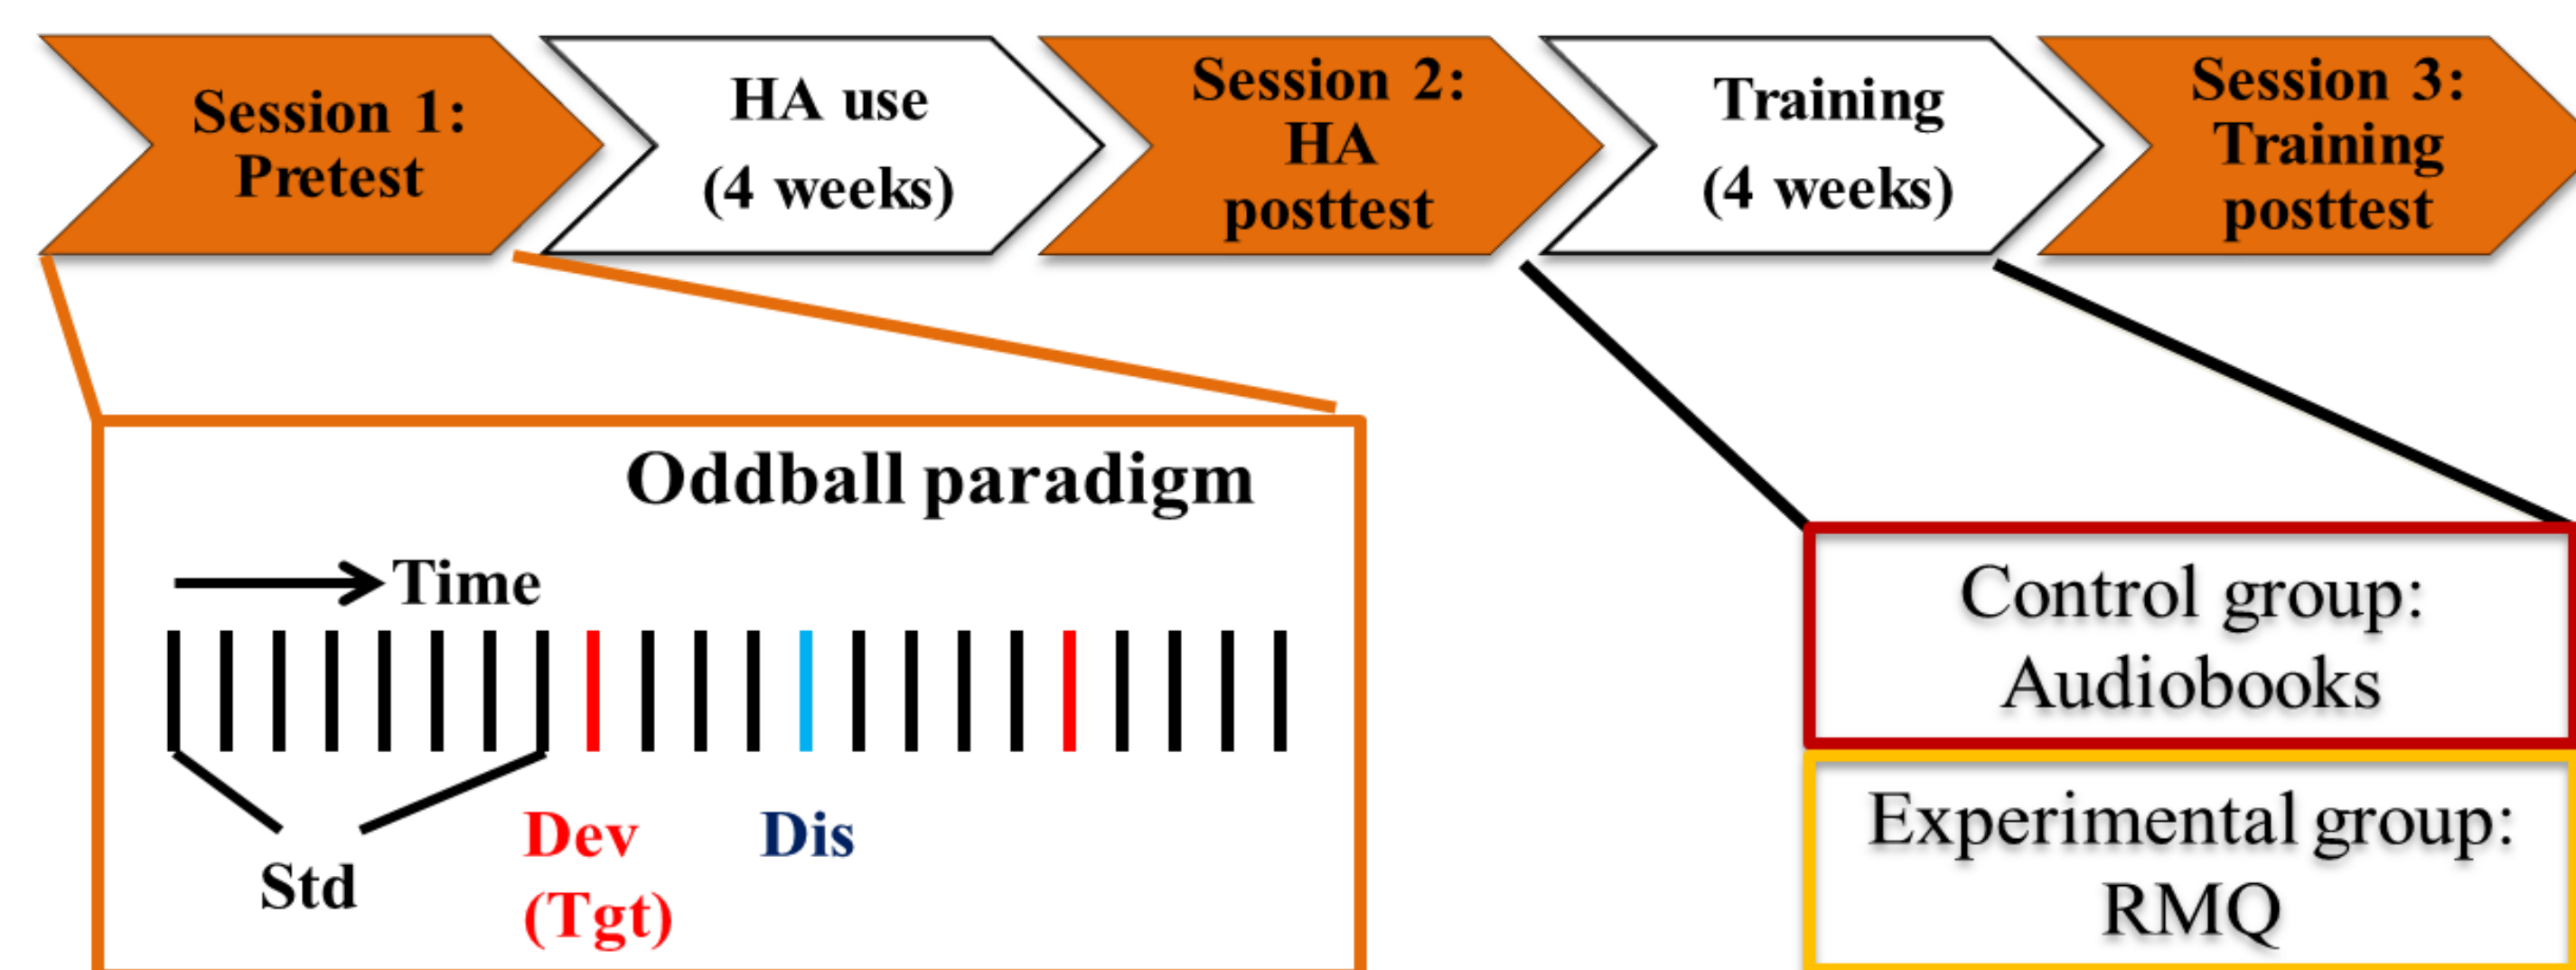 Session 1:
Pretest
HA use
(4 weeks)
Session 2:
HA
posttest
Training
(4 weeks)
Session 3:
Training
posttest
Oddball paradigm
Time
Std
Dev
(Tgt)
Dis
Control group:
Audiobooks
Experimental group:
RMQ